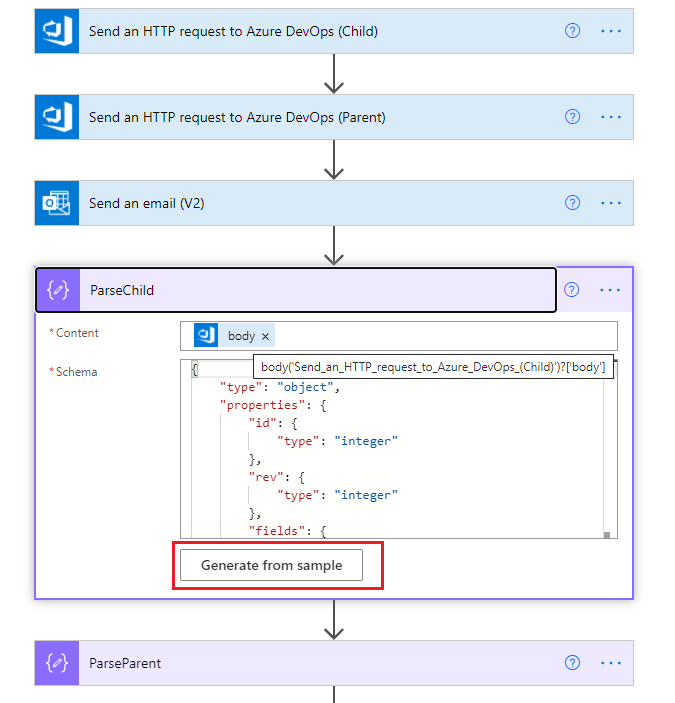 Send an HTTP request to Azure DevOps (Child)
Send an HTTP request to Azure DevOps (Parent)
Send an email (V2)
ParseChild
* Content
body ×
body('Send_an_HTTP_request_to_Azure_DevOps_(Child)')?['body']
* Schema
{
"type": "object",
"properties": {
"id": {
"type": "integer"
},
"rev": {
"type": "integer"
},
"fields": {
Generate from sample
ParseParent